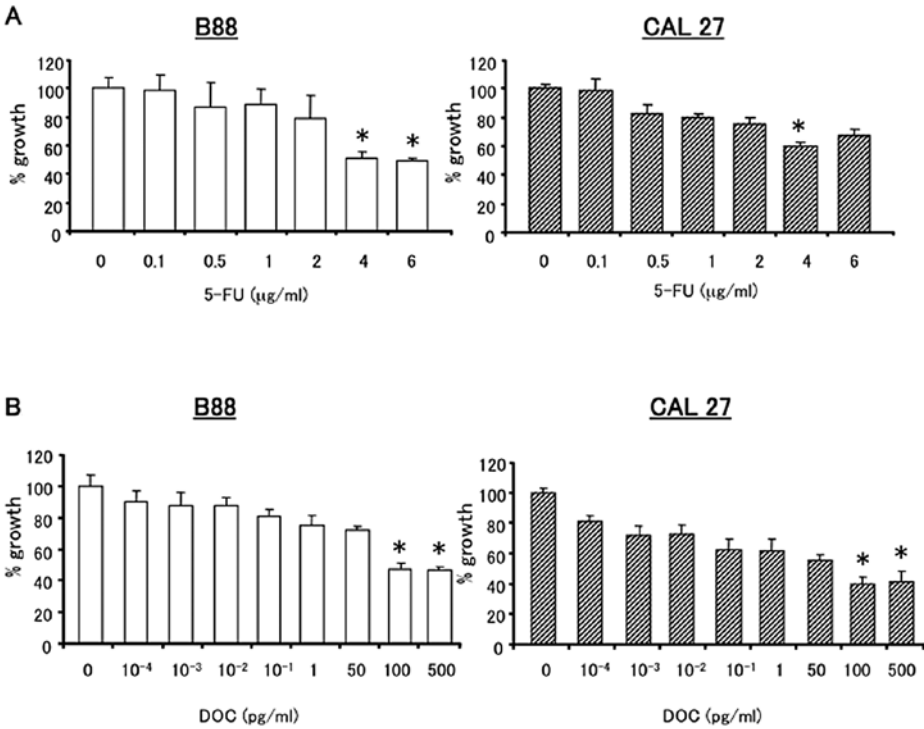 A
B88
CAL 27
120
100
80
60
40
20
0
% growth
0 0.1 0.5 1 2 4 6
5-FU (μg/ml)
* *
120
100
80
60
40
20
0
% growth
0 0.1 0.5 1 2 4 6
5-FU (μg/ml)
*
B
B88
CAL 27
120
100
80
60
40
20
0
% growth
0 10⁻⁴ 10⁻³ 10⁻² 10⁻¹ 1 50 100 500
DOC (pg/ml)
* *
120
100
80
60
40
20
0
% growth
0 10⁻⁴ 10⁻³ 10⁻² 10⁻¹ 1 50 100 500
DOC (pg/ml)
* *